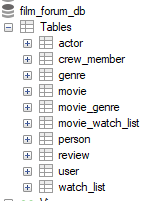 film_forum_db
Tables
actor
crew_member
genre
movie
movie_genre
movie_watch_list
person
review
user
watch_list